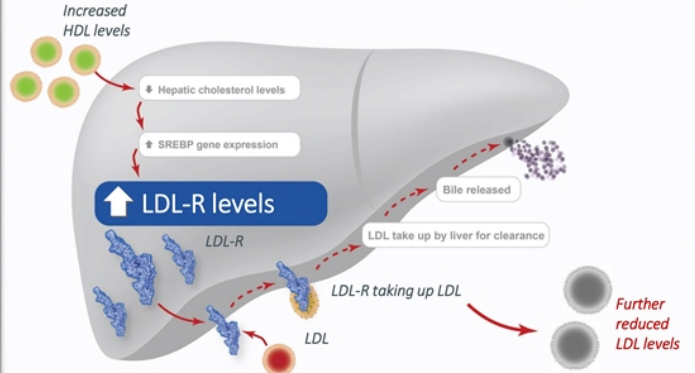 Increased
HDL levels
Hepatic cholesterol levels
SREBP gene expression
LDL-R levels
LDL-R
Bile released
LDL take up by liver for clearance
LDL-R taking up LDL
LDL
Further
reduced
LDL levels